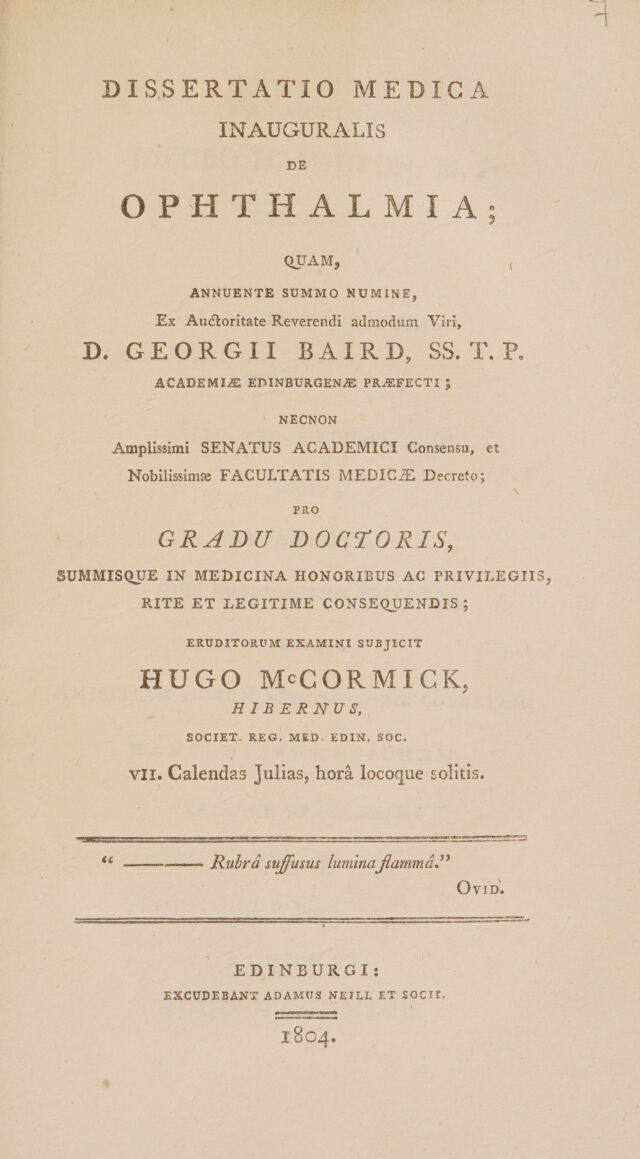 7
DISSERTATIO MEDICA
INAUGURALIS
DE
OPHTHALMIA;
QUAM,
ANNUENTE SUMMO NUMINE,
Ex Auctoritate Reverendi admodum Viri,
D. GEORGII BAIRD, SS. T. P.
ACADEMIÆ EDINBURGENÆ PRÆFECTI;
NECNON
Amplissimi SENATUS ACADEMICI Consensu, et
Nobilissimæ FACULTATIS MEDICÆ Decreto;
PRO
GRADU DOCTORIS,
SUMMISQUE IN MEDICINA HONORIBUS AC PRIVILEGIIS,
RITE ET LEGITIME CONSEQUENDIS;
ERUDITORUM EXAMINI SUBJICIT
HUGO McCORMICK,
HIBERNUS,
SOCIET. REG. MED. EDIN. SOC.
VII. Calendas Julias, horâ locoque solitis.
“ ——— Rubrâ suffusus lumina flammâ.”
OVID.
EDINBURGI:
EXCUDEBANT ADAMUS NEILL ET SOCII.
1804.